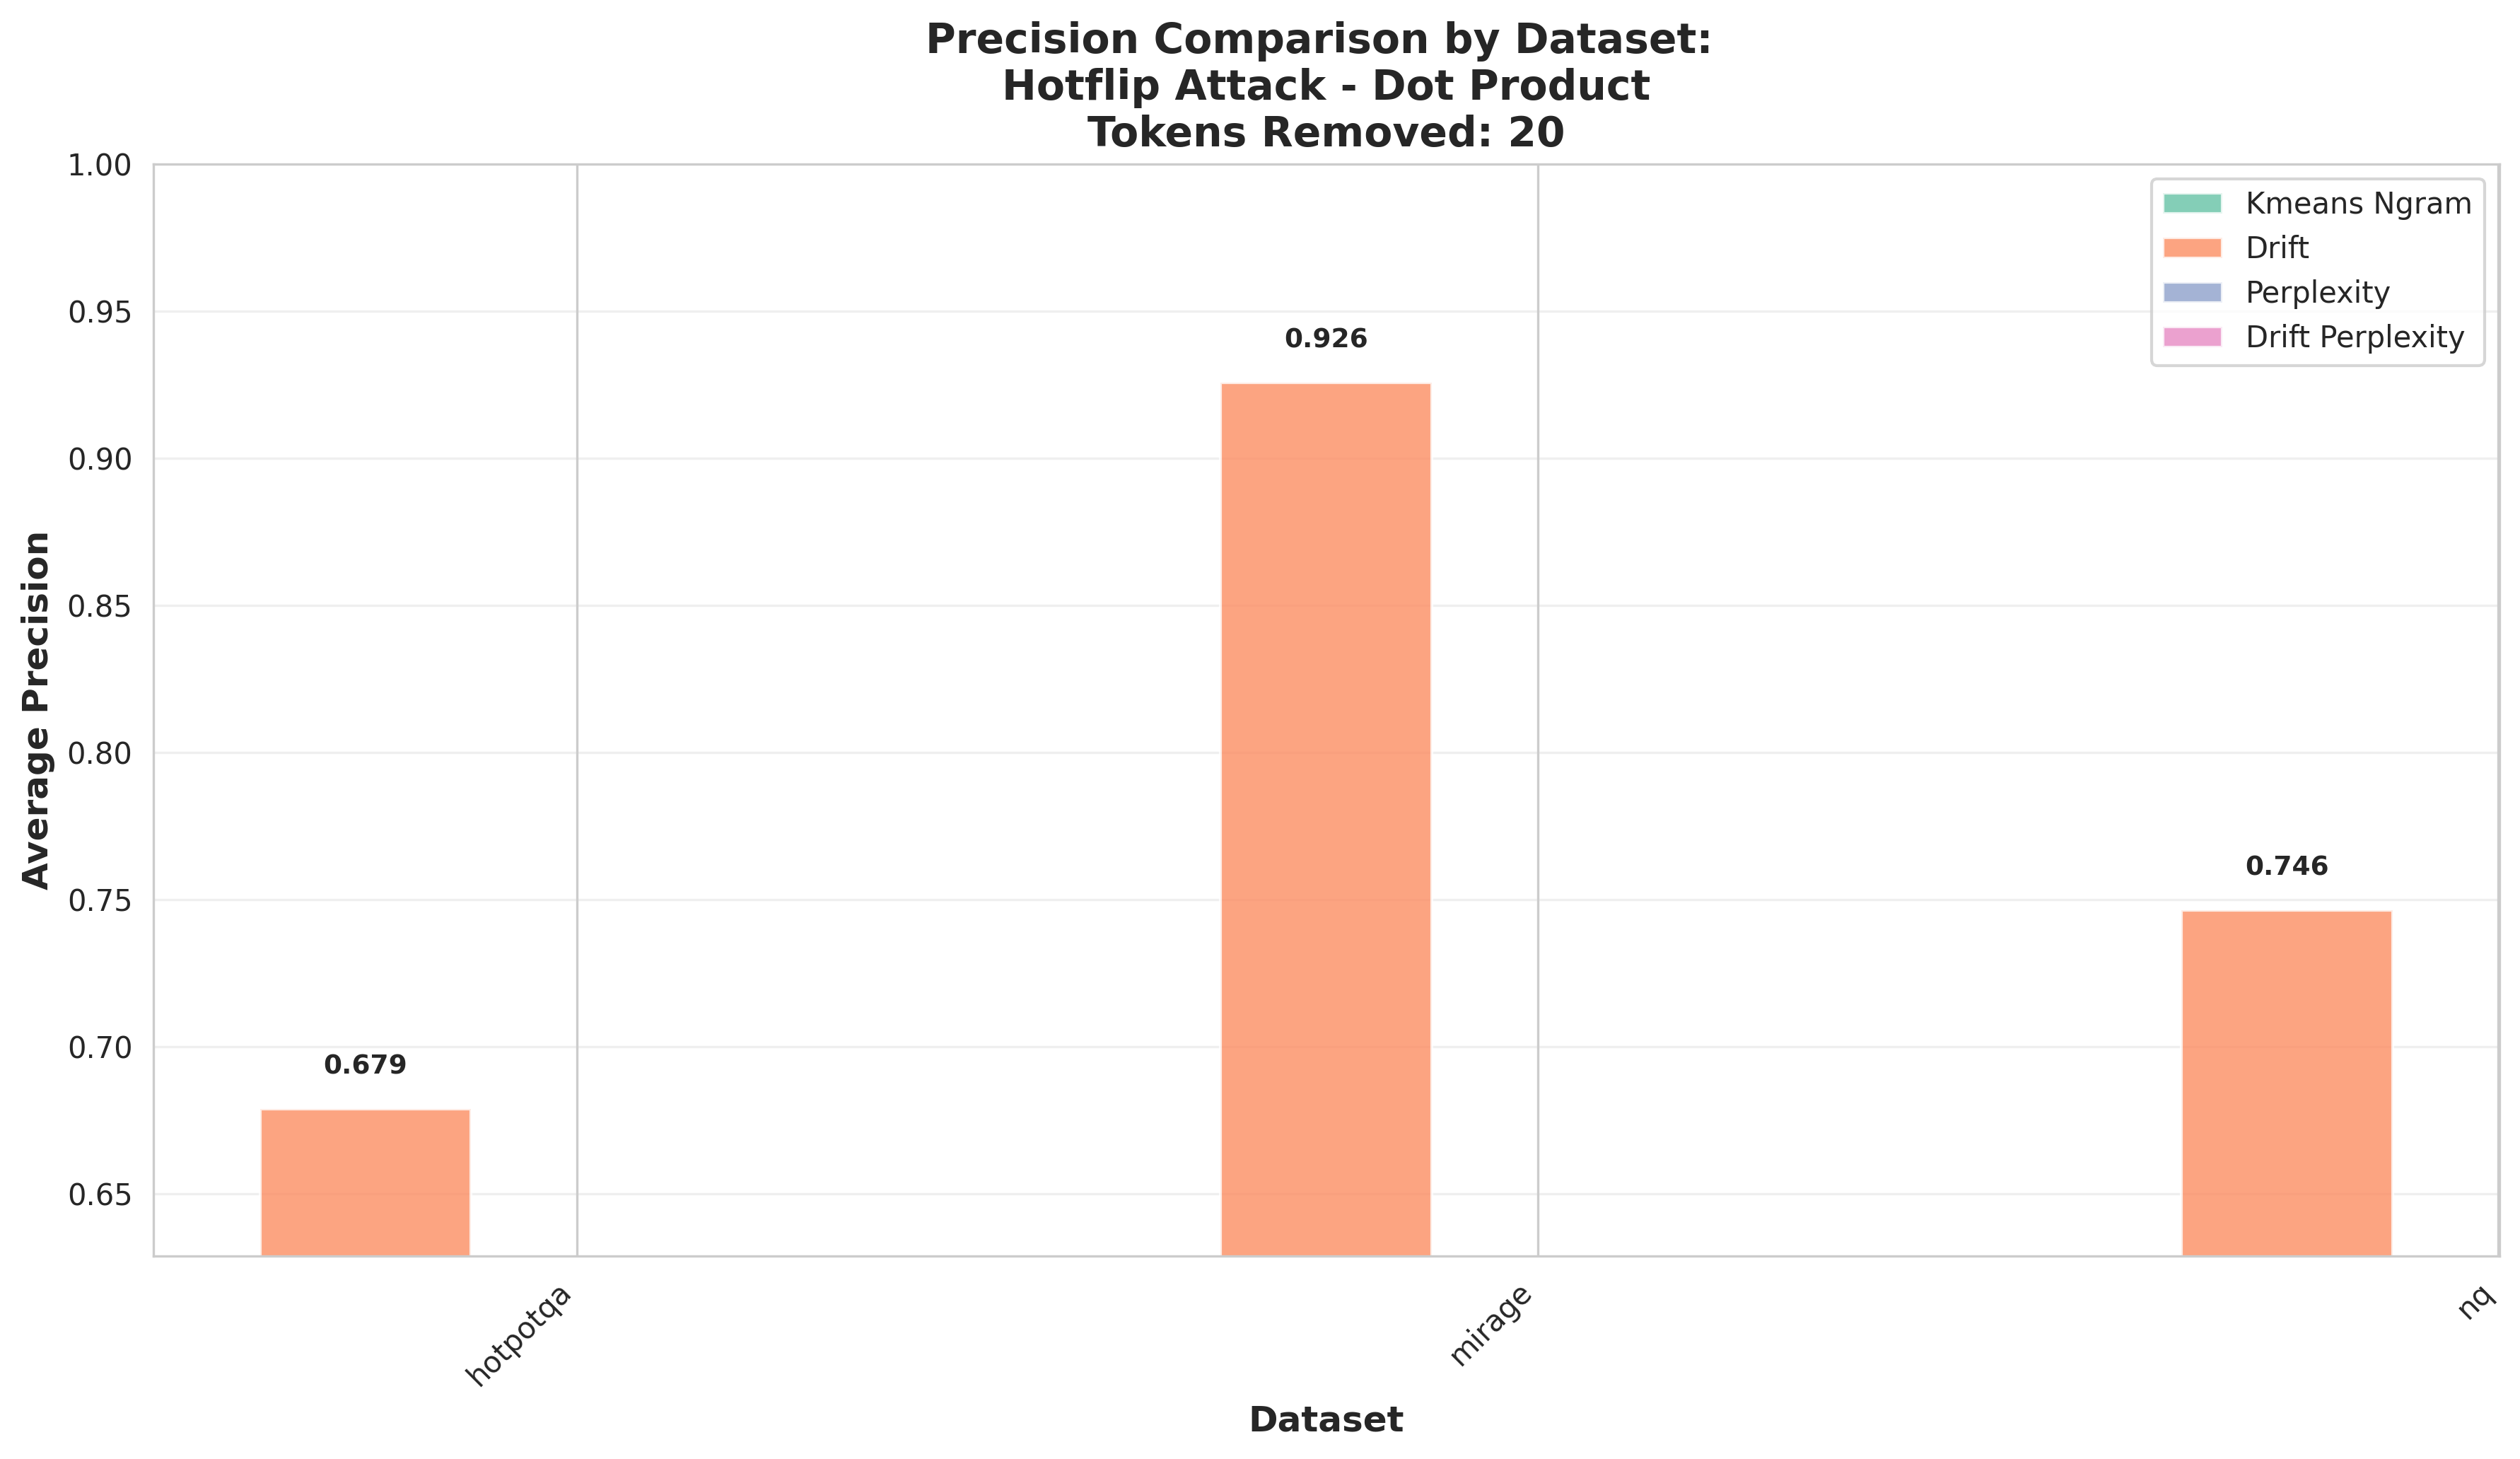 Precision Comparison by Dataset:
Hotflip Attack - Dot Product
Tokens Removed: 20
1.00
0.95
0.90
0.85
0.80
0.75
0.70
0.65
Average Precision
Kmeans Ngram
Drift
Perplexity
Drift Perplexity
0.679
0.926
0.746
hotpotqa
mirage
nq
Dataset